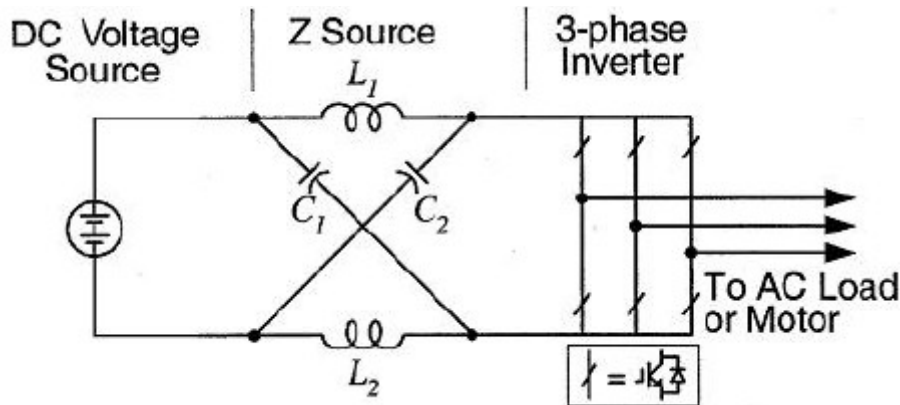 DC Voltage
Source
Z Source
3-phase
Inverter
L1
C1
C2
L2
To AC Load
or Motor
=